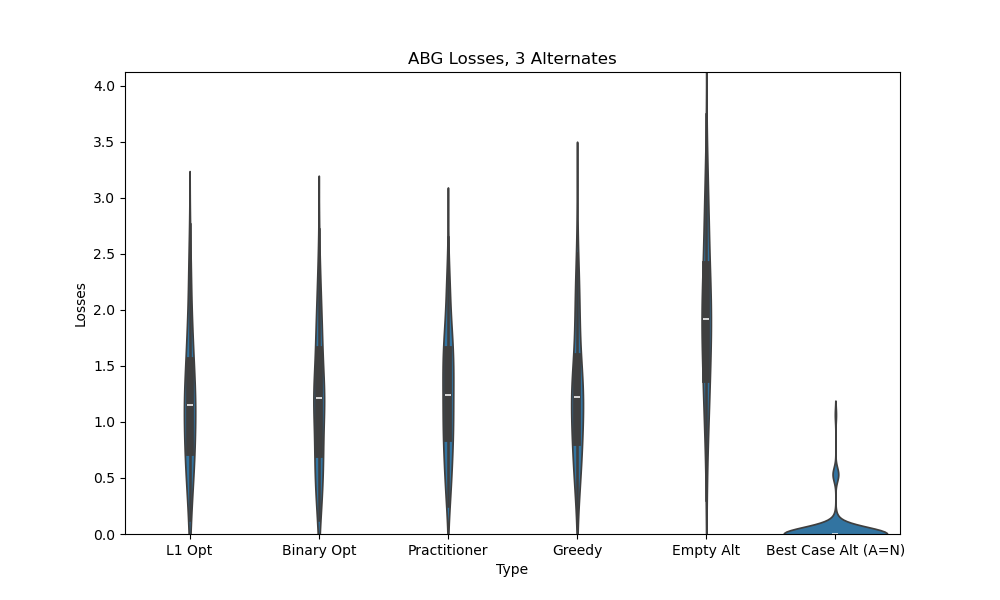 ABG Losses, 3 Alternates
4.0
3.5
3.0
2.5
2.0
1.5
1.0
0.5
0.0
Losses
L1 Opt
Binary Opt
Practitioner
Greedy
Empty Alt
Best Case Alt (A=N)
Type